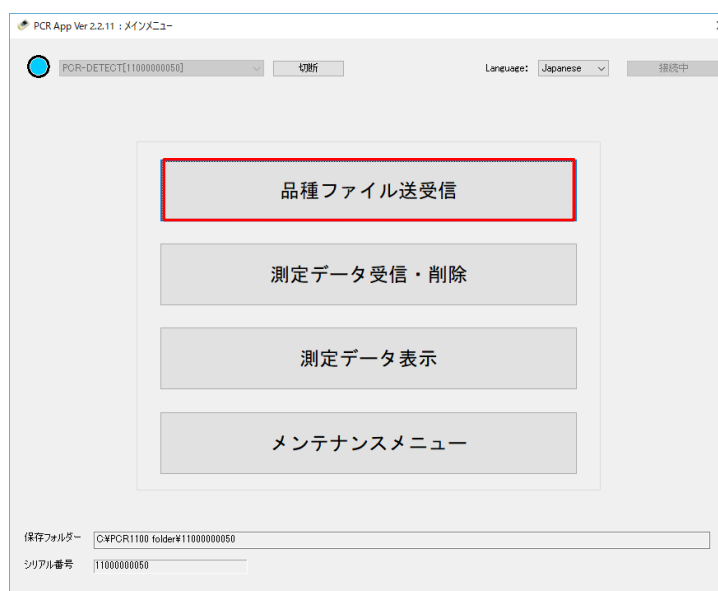 PCR App Ver 2.2.11 : メインメニュー
PCR-DETECT[11000000050] 切断 Language: Japanese 接続中
品種ファイル送受信
測定データ受信・削除
測定データ表示
メンテナンスメニュー
保存フォルダー C:¥PCR1100 folder¥11000000050
シリアル番号 11000000050